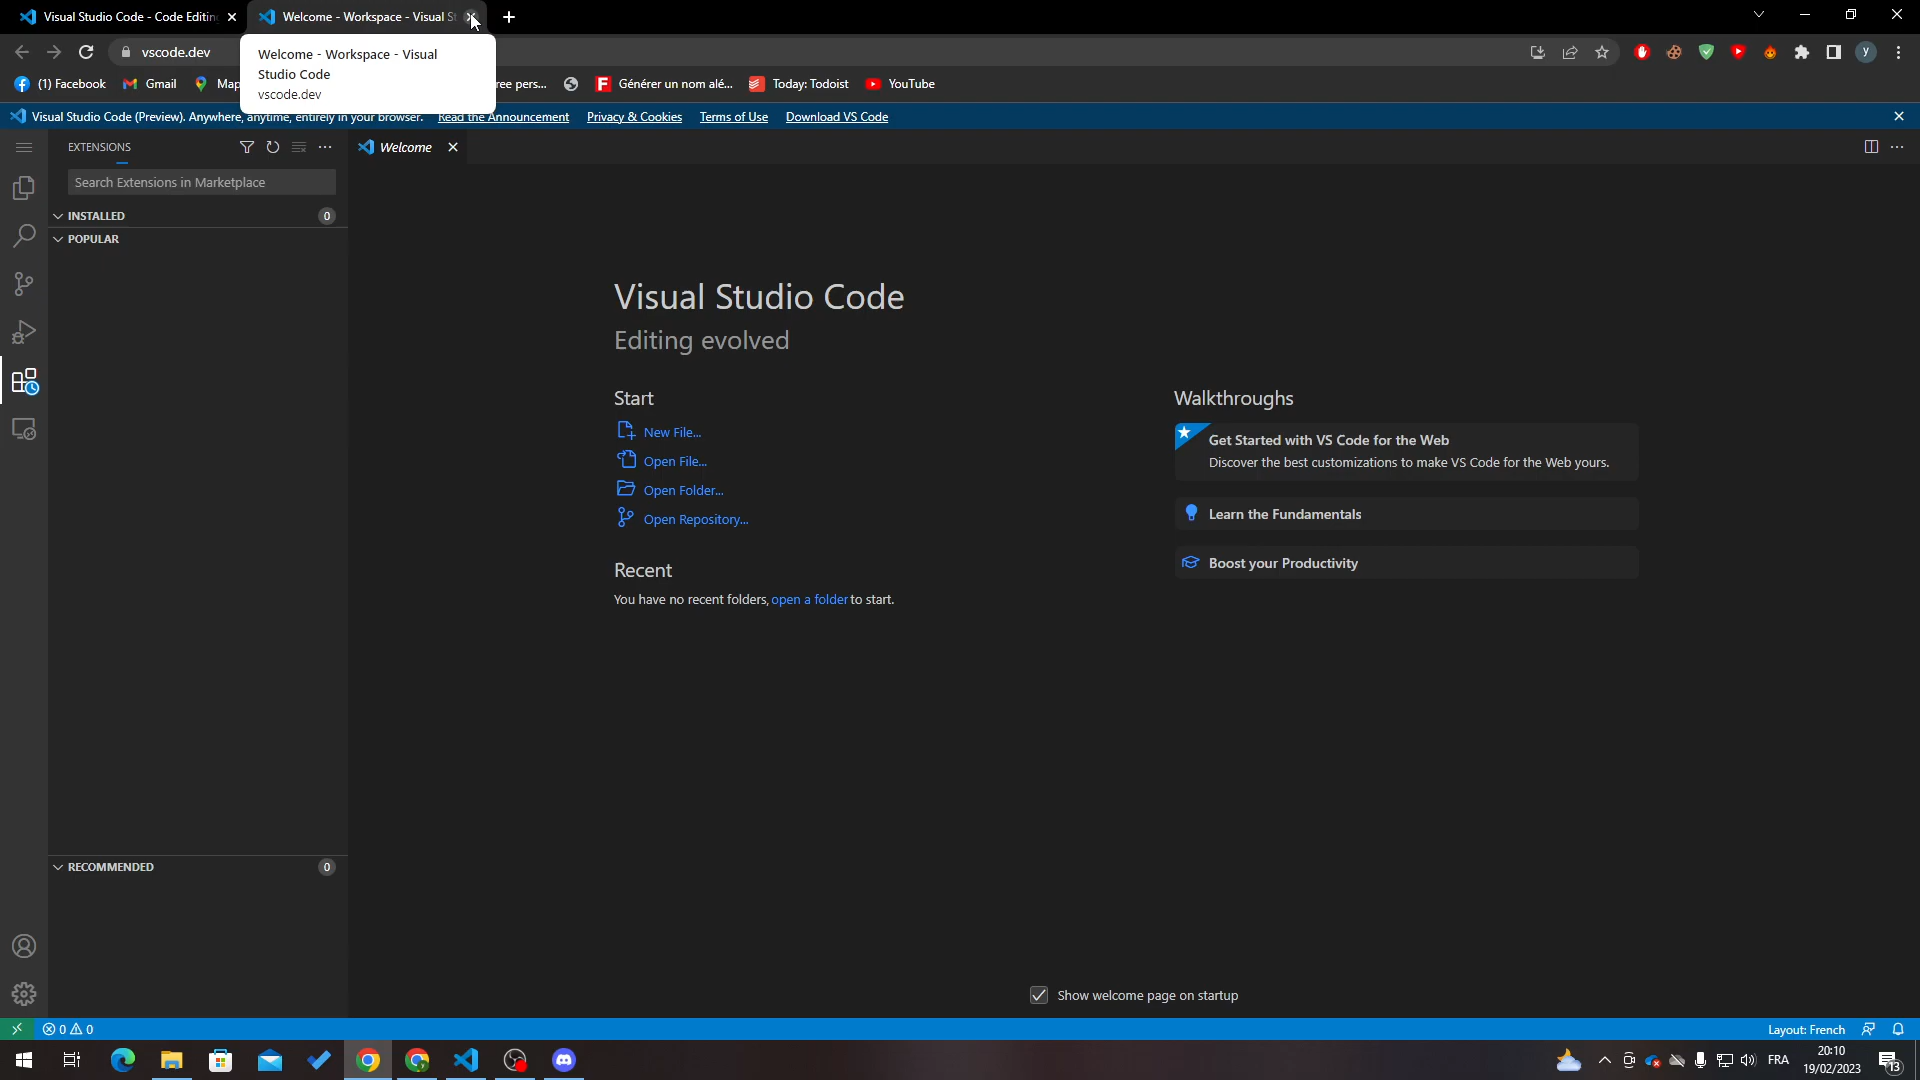 Visual Studio Code - Code Editin
Welcome - Workspace - Visual St
vscode.dev
Welcome - Workspace - Visual
Studio Code
vscode.dev
(1) Facebook
Gmail
Map
ree pers...
Générer un nom alé...
Today: Todoist
YouTube
Visual Studio Code (Preview). Anywhere, anytime, entirely in your browser. Read the Announcement Privacy & Cookies Terms of Use Download VS Code
EXTENSIONS
Welcome
Search Extensions in Marketplace
INSTALLED 0
POPULAR
Visual Studio Code
Editing evolved
Start
New File...
Open File...
Open Folder...
Open Repository...
Recent
You have no recent folders, open a folder to start.
Walkthroughs
Get Started with VS Code for the Web
Discover the best customizations to make VS Code for the Web yours.
Learn the Fundamentals
Boost your Productivity
RECOMMENDED 0
Show welcome page on startup
0 0
Layout: French
FRA
20:10
19/02/2023
13
y